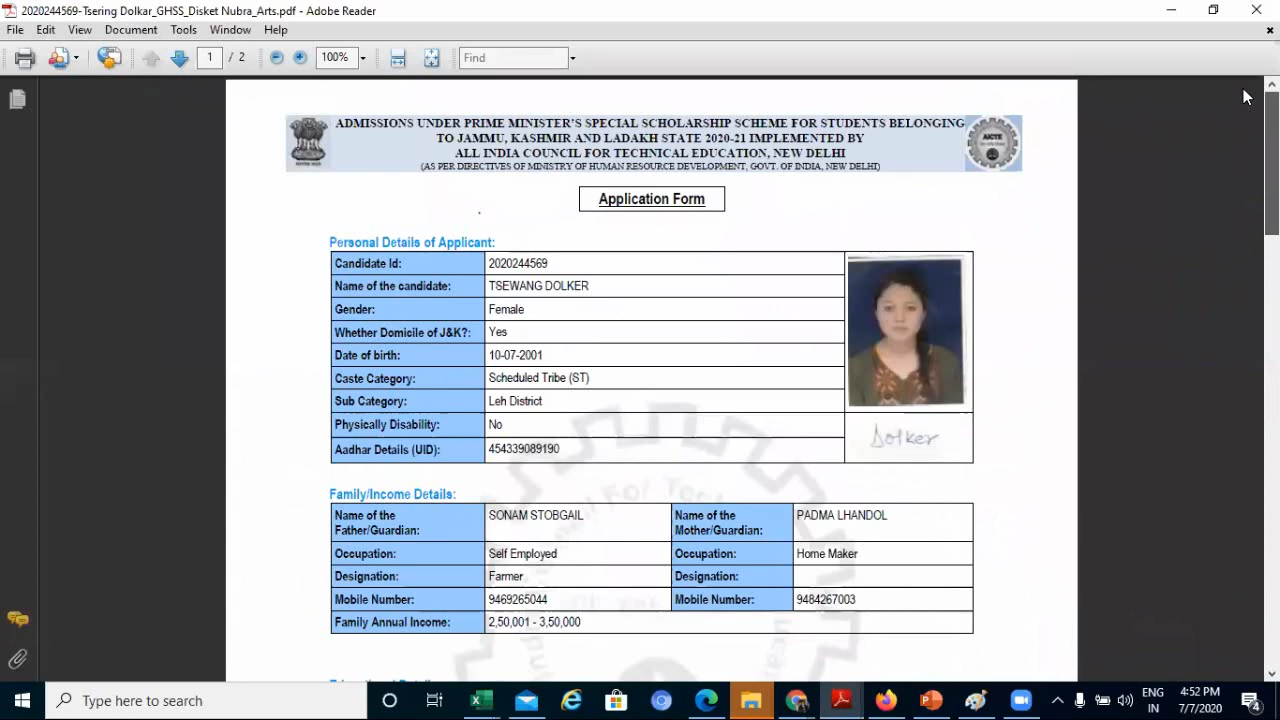 2020244569-Tsering Dolkar_GHSS_Disket Nubra_Arts.pdf - Adobe Reader
File Edit View Document Tools Window Help
1 / 2 100% Find
ADMISSIONS UNDER PRIME MINISTER'S SPECIAL SCHOLARSHIP SCHEME FOR STUDENTS BELONGING
TO JAMMU, KASHMIR AND LADAKH STATE 2020-21 IMPLEMENTED BY
ALL INDIA COUNCIL FOR TECHNICAL EDUCATION, NEW DELHI
(AS PER DIRECTIVES OF MINISTRY OF HUMAN RESOURCE DEVELOPMENT, GOVT. OF INDIA, NEW DELHI)
AICTE
Application Form
Personal Details of Applicant:
Candidate Id: 2020244569
Name of the candidate: TSEWANG DOLKER
Gender: Female
Whether Domicile of J&K?: Yes
Date of birth: 10-07-2001
Caste Category: Scheduled Tribe (ST)
Sub Category: Leh District
Physically Disability: No
Dolker
Aadhar Details (UID): 454339089190
Family/Income Details:
Name of the Father/Guardian: SONAM STOBGAIL Name of the Mother/Guardian: PADMA LHANDOL
Occupation: Self Employed Occupation: Home Maker
Designation: Farmer Designation:
Mobile Number: 9469265044 Mobile Number: 9484267003
Family Annual Income: 2,50,001 - 3,50,000
Type here to search
ENG 4:52 PM
IN 7/7/2020 4